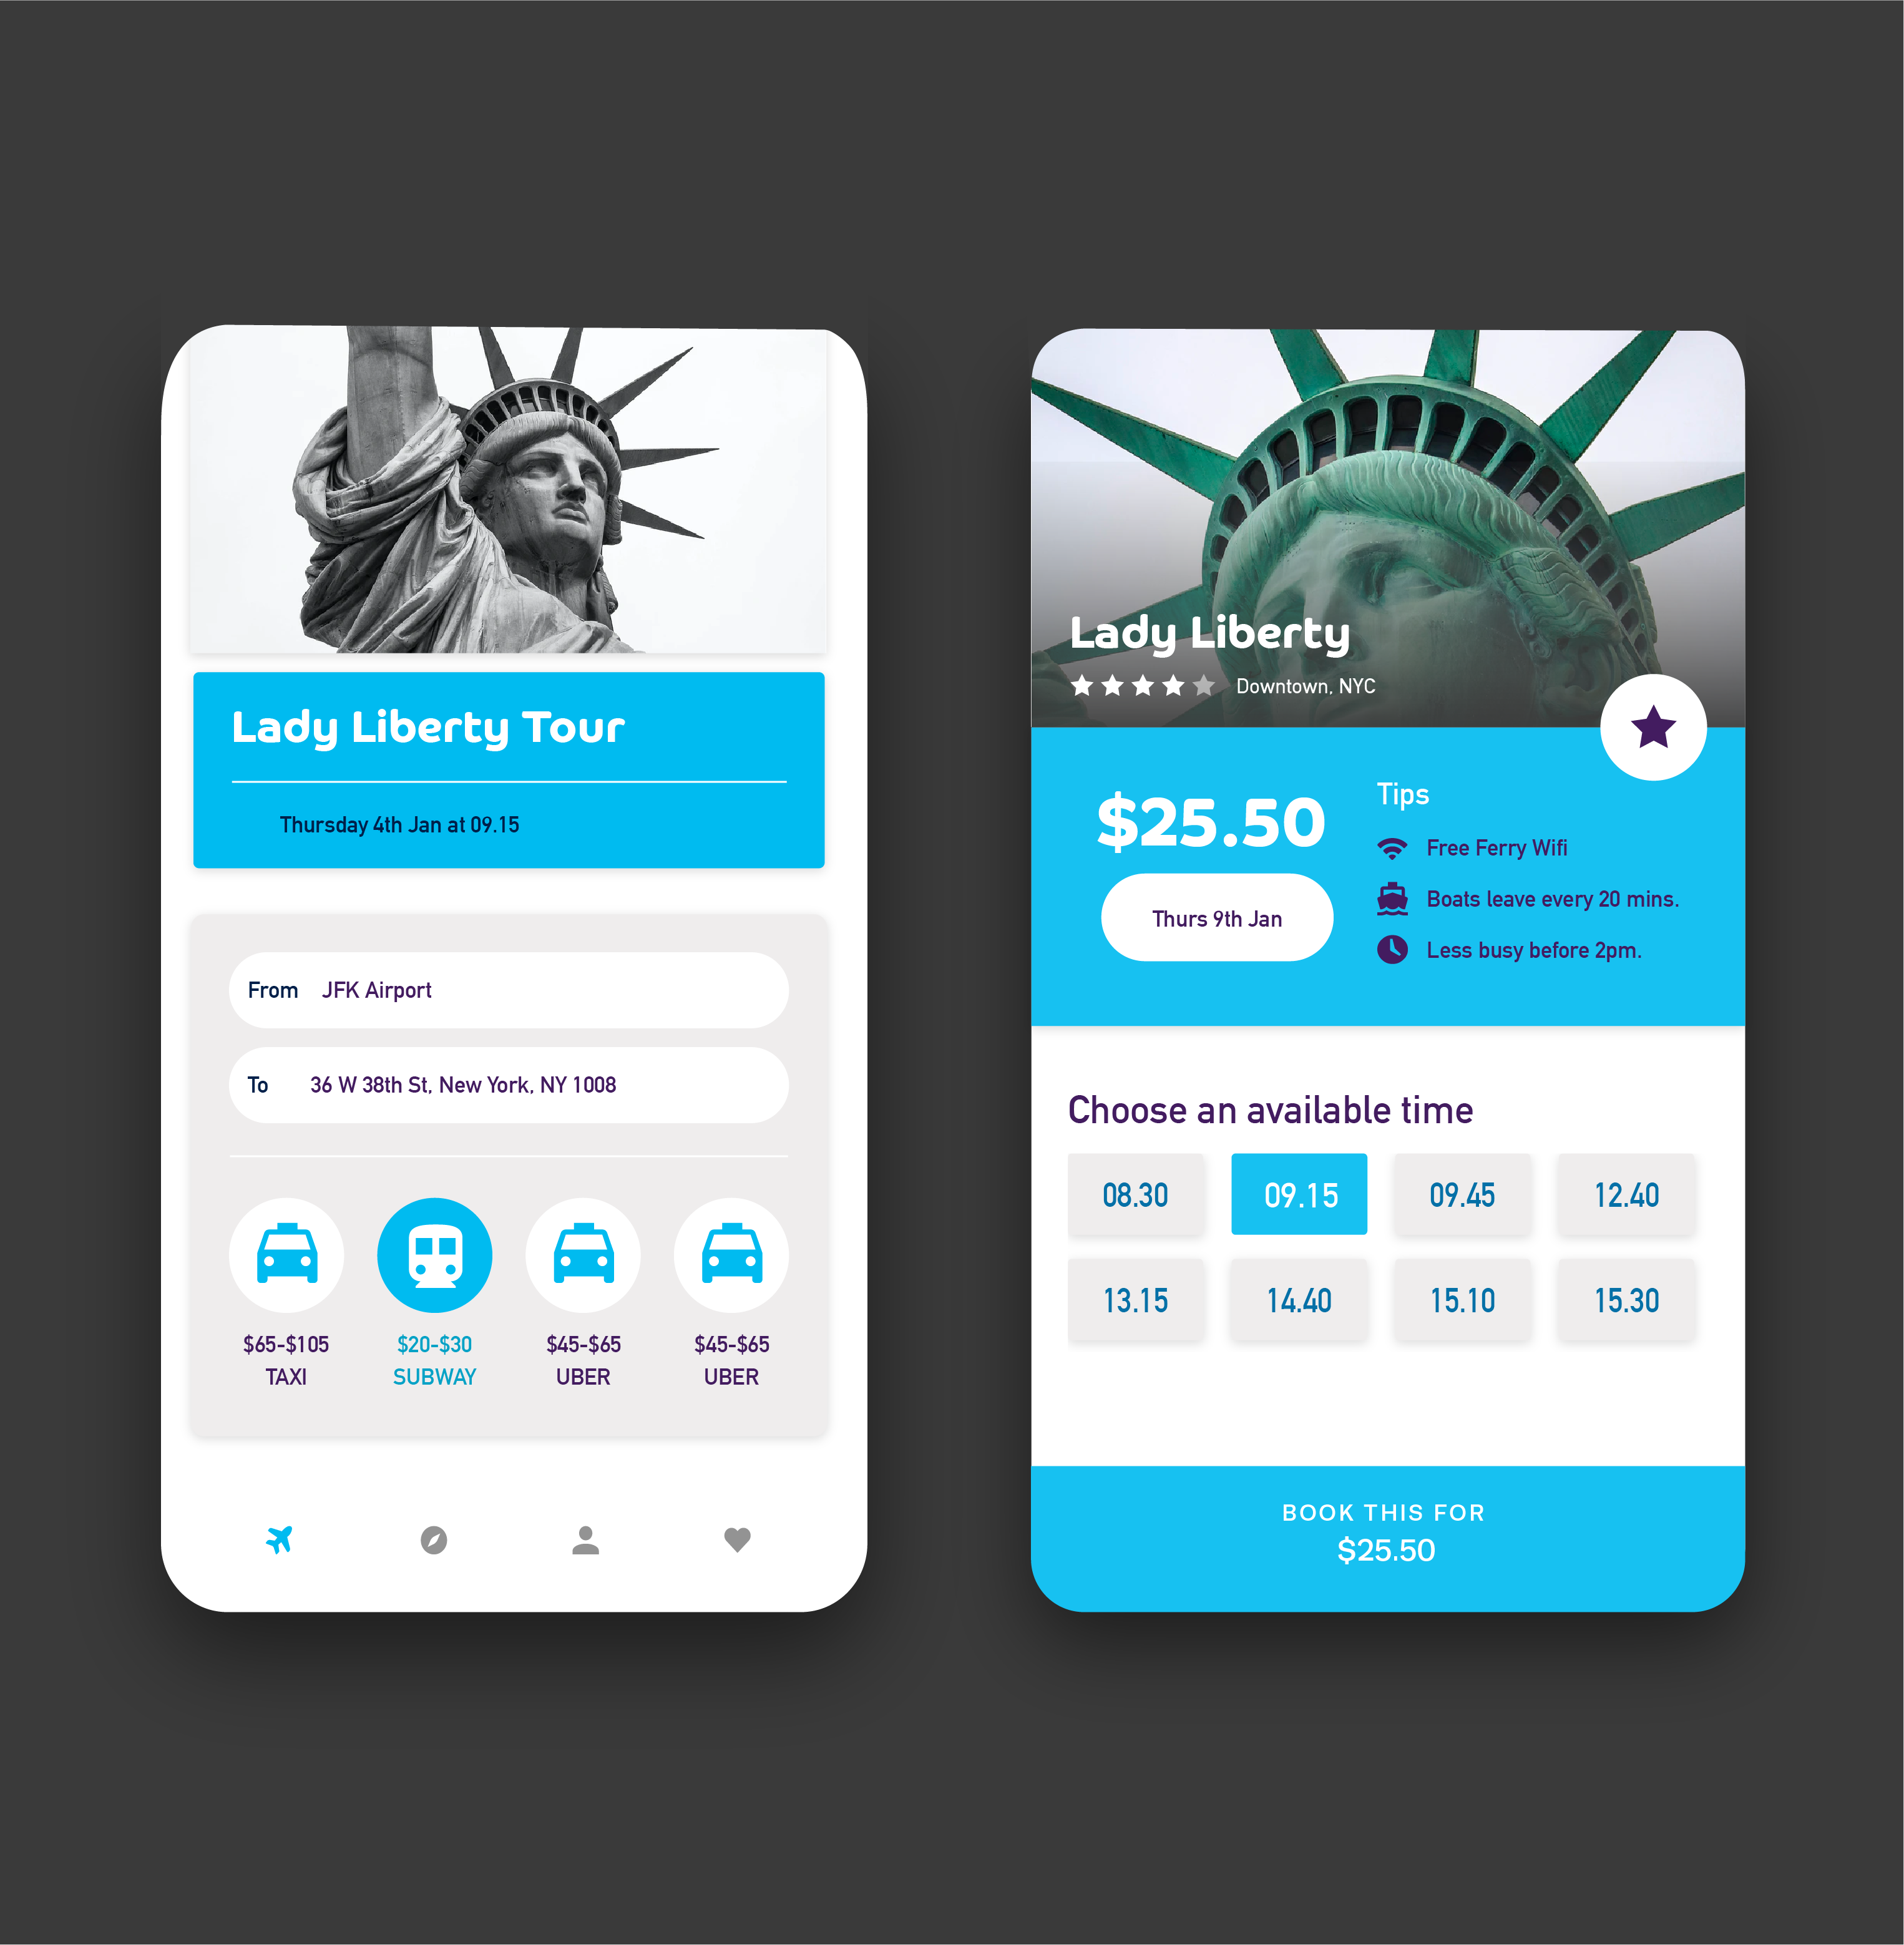 Lady Liberty Tour
Thursday 4th Jan at 09.15
From JFK Airport
To 36 W 38th St, New York, NY 1008
$65-$105 $20-$30 $45-$65 $45-$65
TAXI SUBWAY UBER UBER
Lady Liberty
Downtown, NYC
$25.50
Thurs 9th Jan
Tips
Free Ferry Wifi
Boats leave every 20 mins.
Less busy before 2pm.
Choose an available time
08.30 09.15 09.45 12.40
13.15 14.40 15.10 15.30
BOOK THIS FOR
$25.50